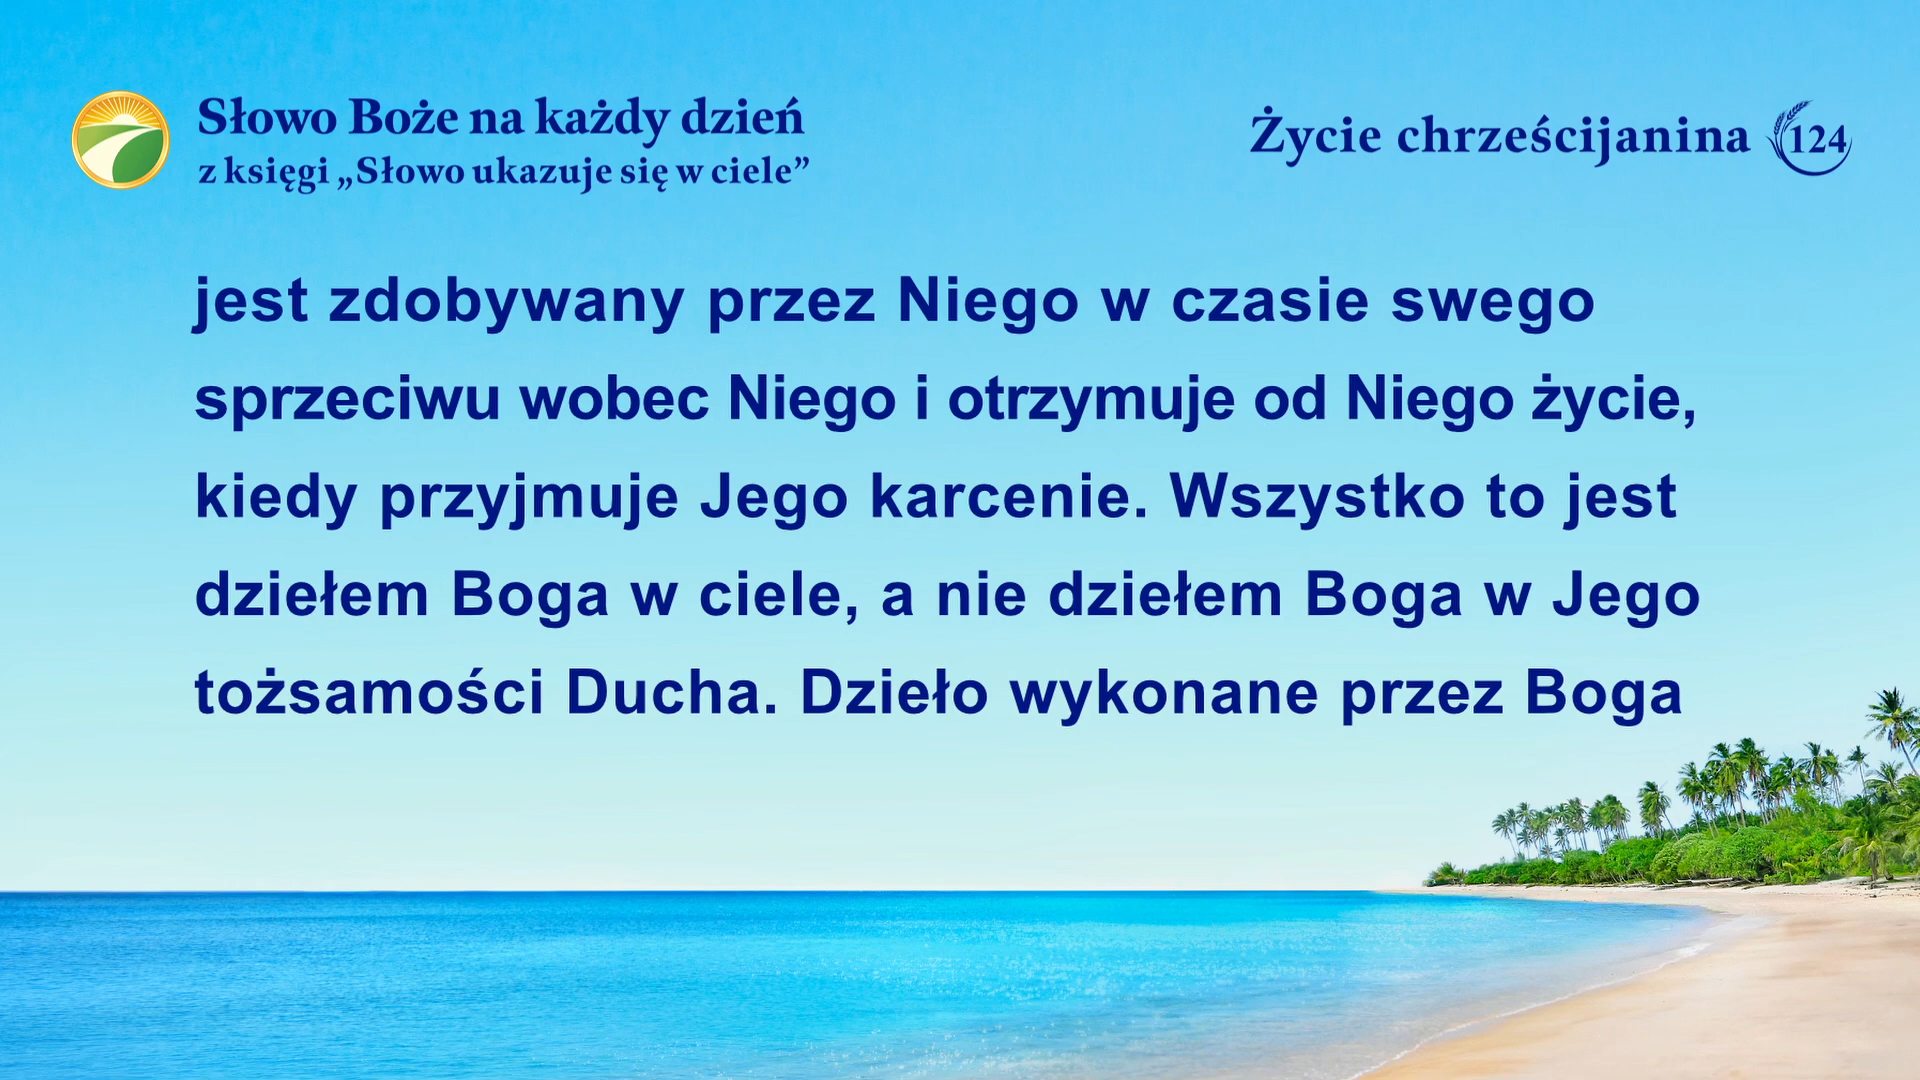 Słowo Boże na każdy dzień
z księgi „Słowo ukazuje się w ciele”
Życie chrześcijanina 124
jest zdobywany przez Niego w czasie swego
sprzeciwu wobec Niego i otrzymuje od Niego życie,
kiedy przyjmuje Jego karcenie. Wszystko to jest
dziełem Boga w ciele, a nie dziełem Boga w Jego
tożsamości Ducha. Dzieło wykonane przez Boga